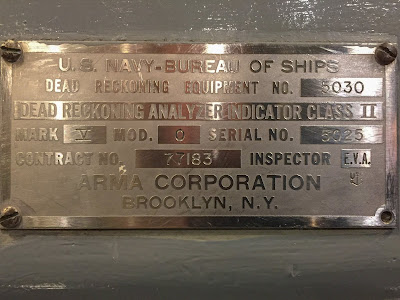 U.S. NAVY-BUREAU OF SHIPS
DEAD RECKONING EQUIPMENT NO. 5030
DEAD RECKONING ANALYZER-INDICATOR CLASS II
MARK V MOD. 0 SERIAL NO. 5625
CONTRACT NO. 77183 INSPECTOR E.V.A.
ARMA CORPORATION
BROOKLYN, N.Y.